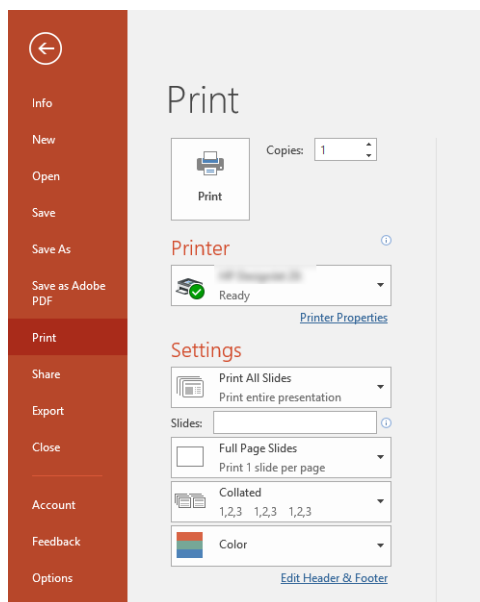 Info
New
Open
Save
Save As
Save as Adobe
PDF
Print
Share
Export
Close
Account
Feedback
Options
Print
Copies: 1
Print
Printer
Ready
Printer Properties
Settings
Print All Slides
Print entire presentation
Slides:
Full Page Slides
Print 1 slide per page
Collated
1,2,3 1,2,3 1,2,3
Color
Edit Header & Footer